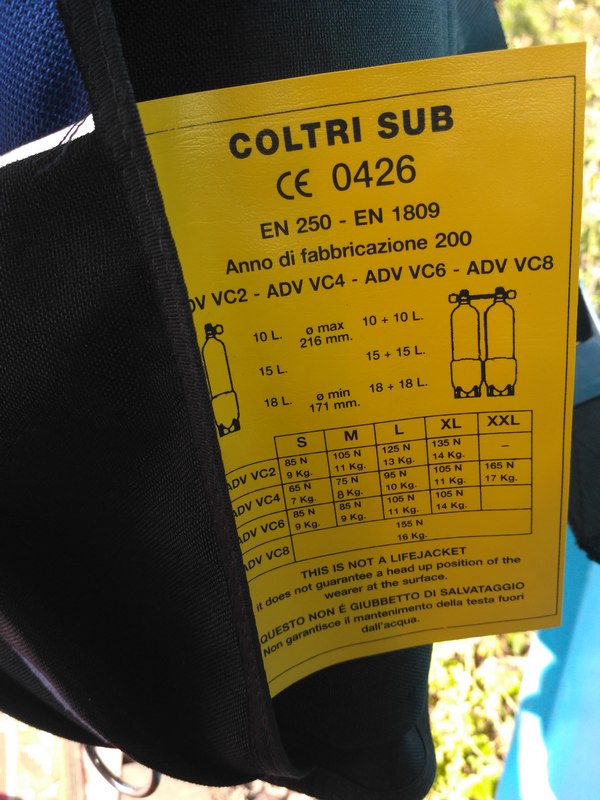 COLTRI SUB
CE 0426
EN 250 - EN 1809
Anno di fabbricazione 200
DV VC2 - ADV VC4 - ADV VC6 - ADV VC8
10 L. ø max 10 + 10 L.
216 mm.
15 L. 15 + 15 L.
18 L. ø min 18 + 18 L.
171 mm.
S M L XL XXL
ADV VC2 85 N 105 N 125 N 135 N –
9 Kg. 11 Kg. 13 Kg. 14 Kg.
ADV VC4 65 N 75 N 95 N 105 N 165 N
7 Kg. 8 Kg. 10 Kg. 11 Kg. 17 Kg.
ADV VC6 85 N 85 N 105 N 105 N
9 Kg. 9 Kg. 11 Kg. 14 Kg.
ADV VC8 155 N
16 Kg.
THIS IS NOT A LIFEJACKET
it does not guarantee a head up position of the
wearer at the surface.
QUESTO NON É GIUBBETTO DI SALVATAGGIO
Non garantisce il mantenimento della testa fuori
dall'acqua.